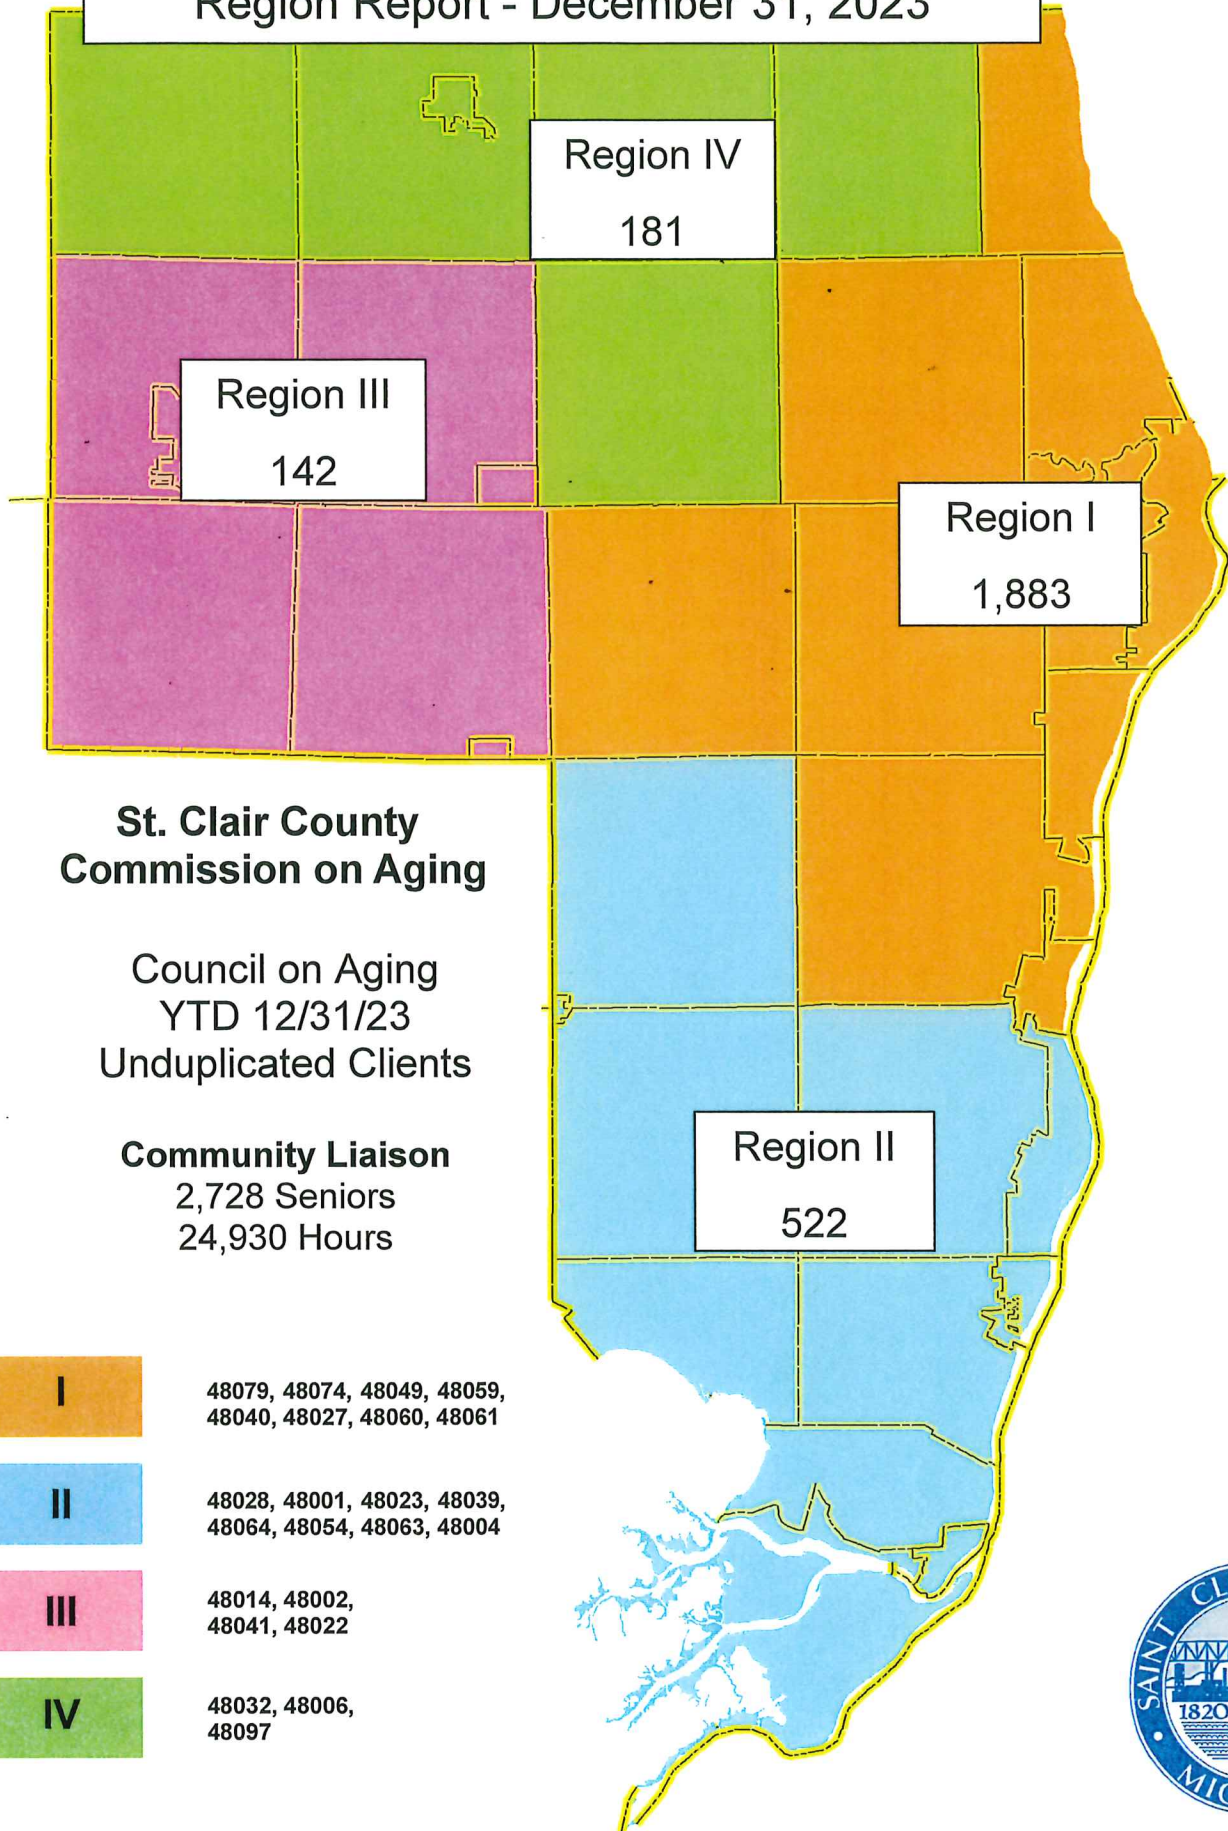 Region Report - December 31, 2023
Region IV
181
Region III
142
Region I
1,883
St. Clair County
Commission on Aging
Council on Aging
YTD 12/31/23
Unduplicated Clients
Community Liaison
2,728 Seniors
24,930 Hours
Region II
522
I
48079, 48074, 48049, 48059,
48040, 48027, 48060, 48061
II
48028, 48001, 48023, 48039,
48064, 48054, 48063, 48004
III
48014, 48002,
48041, 48022
IV
48032, 48006,
48097
SAINT CL
1820
MIC